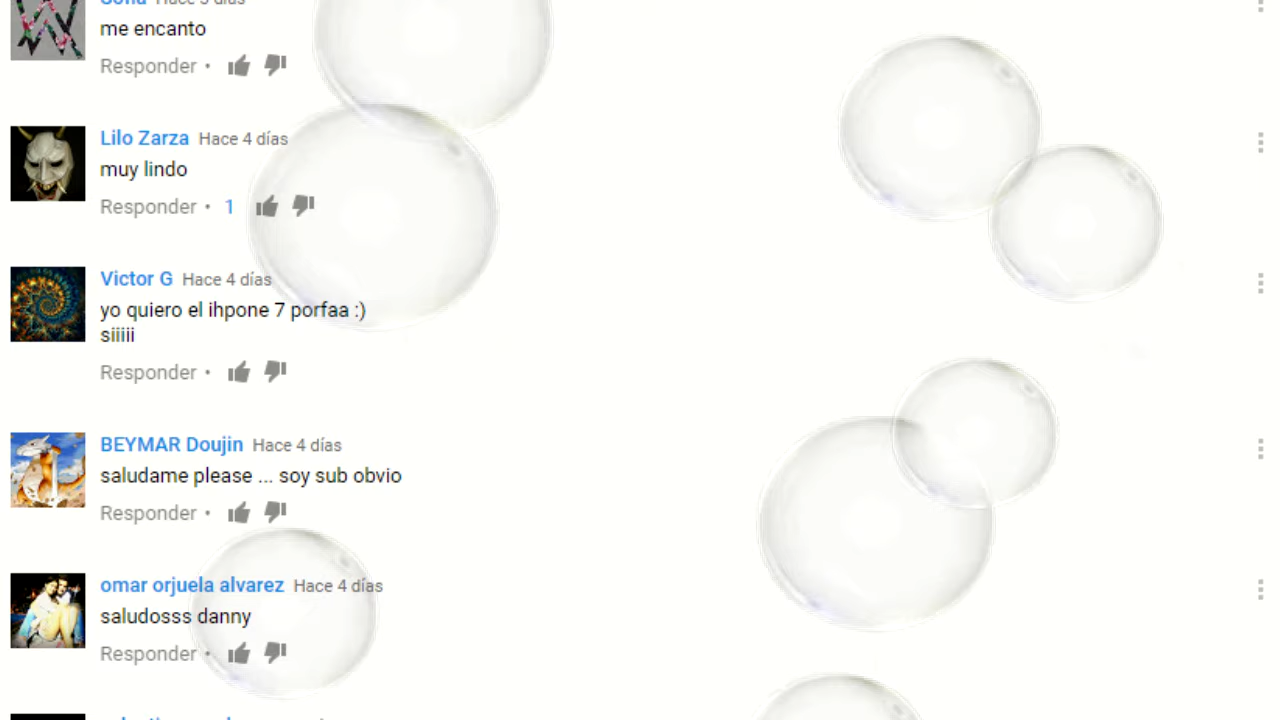 me encanto
Responder •
Lilo Zarza Hace 4 días
muy lindo
Responder • 1
Victor G Hace 4 días
yo quiero el ihpone 7 porfaa :)
siiiii
Responder •
BEYMAR Doujin Hace 4 días
saludame please ... soy sub obvio
Responder •
omar orjuela alvarez Hace 4 días
saludosss danny
Responder •